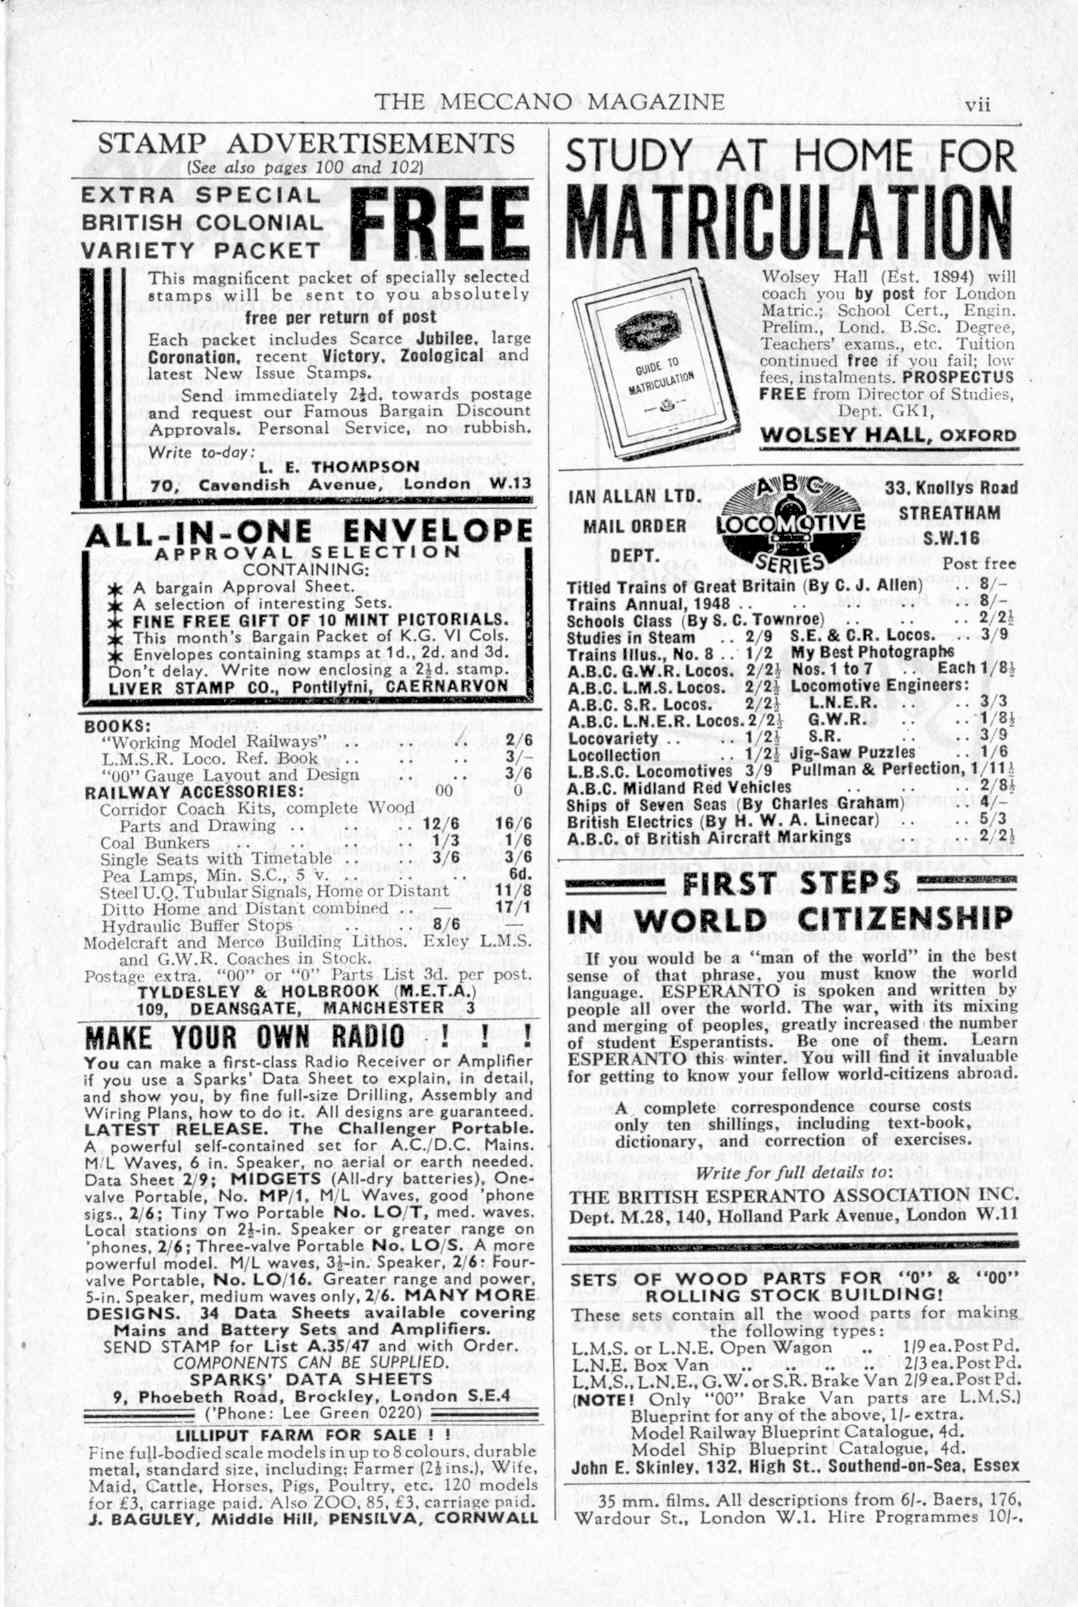 THE MECCANO MAGAZINE vii
STAMP ADVERTISEMENTS
(See also pages 100 and 102)
EXTRA SPECIAL
BRITISH COLONIAL
VARIETY PACKET
FREE
This magnificent packet of specially selected
stamps will be sent to you absolutely
free per return of post
Each packet includes Scarce Jubilee, large
Coronation, recent Victory, Zoological and
latest New Issue Stamps.
Send immediately 2½d. towards postage
and request our Famous Bargain Discount
Approvals. Personal Service, no rubbish.
Write to-day:
L. E. THOMPSON
70, Cavendish Avenue, London W.13
ALL-IN-ONE ENVELOPE
APPROVAL SELECTION
CONTAINING:
★ A bargain Approval Sheet.
★ A selection of interesting Sets.
★ FINE FREE GIFT OF 10 MINT PICTORIALS.
★ This month's Bargain Packet of K.G. VI Cols.
★ Envelopes containing stamps at 1d., 2d. and 3d.
Don't delay. Write now enclosing a 2½d. stamp.
LIVER STAMP CO., Pontllyfni, CAERNARVON
BOOKS:
"Working Model Railways" .. .. .. 2/6
L.M.S.R. Loco. Ref. Book .. .. .. 3/-
"00" Gauge Layout and Design .. .. 3/6
RAILWAY ACCESSORIES: 00 0
Corridor Coach Kits, complete Wood
Parts and Drawing .. .. .. 12/6 16/6
Coal Bunkers .. .. .. .. 1/3 1/6
Single Seats with Timetable .. .. 3/6 3/6
Pea Lamps, Min. S.C., 5 v. .. .. .. 6d.
Steel U.Q. Tubular Signals, Home or Distant 11/8
Ditto Home and Distant combined .. — 17/1
Hydraulic Buffer Stops .. .. 8/6 —
Modelcraft and Merco Building Lithos. Exley L.M.S.
and G.W.R. Coaches in Stock.
Postage extra. "00" or "0" Parts List 3d. per post.
TYLDESLEY & HOLBROOK (M.E.T.A.)
109, DEANSGATE, MANCHESTER 3
MAKE YOUR OWN RADIO ! ! !
You can make a first-class Radio Receiver or Amplifier
if you use a Sparks' Data Sheet to explain, in detail,
and show you, by fine full-size Drilling, Assembly and
Wiring Plans, how to do it. All designs are guaranteed.
LATEST RELEASE. The Challenger Portable.
A powerful self-contained set for A.C./D.C. Mains.
M/L Waves, 6 in. Speaker, no aerial or earth needed.
Data Sheet 2/9; MIDGETS (All-dry batteries), One-
valve Portable, No. MP/1, M/L Waves, good 'phone
sigs., 2/6; Tiny Two Portable No. LO/T, med. waves.
Local stations on 2½-in. Speaker or greater range on
'phones, 2/6; Three-valve Portable No. LO/S. A more
powerful model. M/L waves, 3½-in. Speaker, 2/6: Four-
valve Portable, No. LO/16. Greater range and power,
5-in. Speaker, medium waves only, 2/6. MANY MORE
DESIGNS. 34 Data Sheets available covering
Mains and Battery Sets and Amplifiers.
SEND STAMP for List A.35/47 and with Order.
COMPONENTS CAN BE SUPPLIED.
SPARKS' DATA SHEETS
9, Phoebeth Road, Brockley, London S.E.4
('Phone: Lee Green 0220)
LILLIPUT FARM FOR SALE ! !
Fine full-bodied scale models in up to 8 colours, durable
metal, standard size, including: Farmer (2½ ins.), Wife,
Maid, Cattle, Horses, Pigs, Poultry, etc. 120 models
for £3, carriage paid. Also ZOO, 85, £3, carriage paid.
J. BAGULEY, Middle Hill, PENSILVA, CORNWALL
STUDY AT HOME FOR
MATRICULATION
GUIDE TO
MATRICULATION
Wolsey Hall (Est. 1894) will
coach you by post for London
Matric.; School Cert., Engin.
Prelim., Lond. B.Sc. Degree,
Teachers' exams., etc. Tuition
continued free if you fail; low
fees, instalments. PROSPECTUS
FREE from Director of Studies,
Dept. GK1,
WOLSEY HALL, OXFORD
IAN ALLAN LTD.
MAIL ORDER
DEPT.
ABC
LOCOMOTIVE
SERIES
33, Knollys Road
STREATHAM
S.W.16
Post free
Titled Trains of Great Britain (By C. J. Allen) .. 8/-
Trains Annual, 1948 .. .. .. .. .. 8/-
Schools Class (By S. C. Townroe) .. .. .. 2/2½
Studies in Steam .. 2/9 S.E. & C.R. Locos. .. 3/9
Trains Illus., No. 8 .. 1/2 My Best Photographs
A.B.C. G.W.R. Locos. 2/2½ Nos. 1 to 7 .. Each 1/8½
A.B.C. L.M.S. Locos. 2/2½ Locomotive Engineers:
A.B.C. S.R. Locos. 2/2½ L.N.E.R. .. .. 3/3
A.B.C. L.N.E.R. Locos. 2/2½ G.W.R. .. .. 1/8½
Locovariety .. .. 1/2½ S.R. .. .. 3/9
Locollection .. 1/2½ Jig-Saw Puzzles .. 1/6
L.B.S.C. Locomotives 3/9 Pullman & Perfection, 1/11½
A.B.C. Midland Red Vehicles .. .. .. 2/8½
Ships of Seven Seas (By Charles Graham) .. 4/-
British Electrics (By H. W. A. Linecar) .. .. 5/3
A.B.C. of British Aircraft Markings .. .. 2/2½
FIRST STEPS
IN WORLD CITIZENSHIP
If you would be a "man of the world" in the best
sense of that phrase, you must know the world
language. ESPERANTO is spoken and written by
people all over the world. The war, with its mixing
and merging of peoples, greatly increased the number
of student Esperantists. Be one of them. Learn
ESPERANTO this winter. You will find it invaluable
for getting to know your fellow world-citizens abroad.
A complete correspondence course costs
only ten shillings, including text-book,
dictionary, and correction of exercises.
Write for full details to:
THE BRITISH ESPERANTO ASSOCIATION INC.
Dept. M.28, 140, Holland Park Avenue, London W.11
SETS OF WOOD PARTS FOR "0" & "00"
ROLLING STOCK BUILDING!
These sets contain all the wood parts for making
the following types:
L.M.S. or L.N.E. Open Wagon .. 1/9 ea. Post Pd.
L.N.E. Box Van .. .. .. .. 2/3 ea. Post Pd.
L.M.S., L.N.E., G.W. or S.R. Brake Van 2/9 ea. Post Pd.
(NOTE! Only "00" Brake Van parts are L.M.S.)
Blueprint for any of the above, 1/- extra.
Model Railway Blueprint Catalogue, 4d.
Model Ship Blueprint Catalogue, 4d.
John E. Skinley, 132, High St., Southend-on-Sea, Essex
35 mm. films. All descriptions from 6/-. Baers, 176,
Wardour St., London W.1. Hire Programmes 10/-.